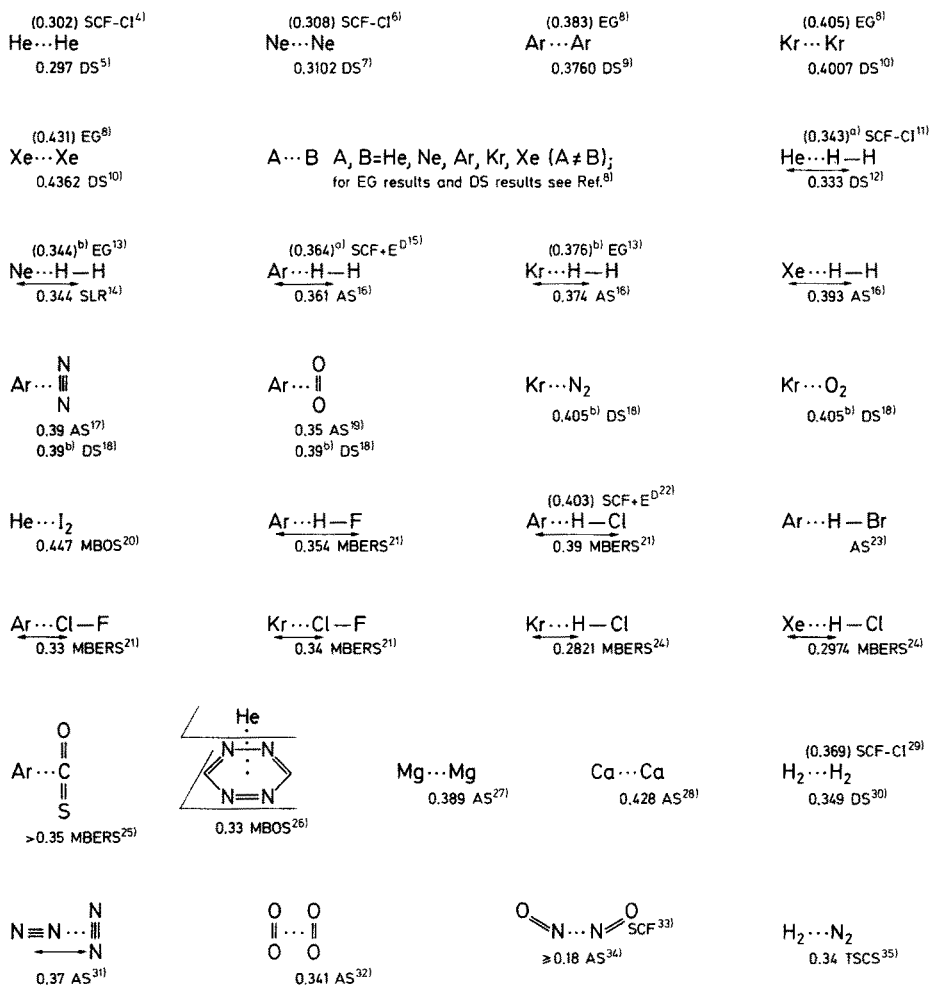 (0.302) SCF-CI4)
He···He
0.297 DS5)
(0.308) SCF-CI6)
Ne···Ne
0.3102 DS7)
(0.383) EG8)
Ar···Ar
0.3760 DS9)
(0.405) EG8)
Kr···Kr
0.4007 DS10)
(0.431) EG8)
Xe···Xe
0.4362 DS10)
A···B A, B=He, Ne, Ar, Kr, Xe (A≠B);
for EG results and DS results see Ref.8)
(0.343)a) SCF-CI11)
He···H—H
0.333 DS12)
(0.344)b) EG13)
Ne···H—H
0.344 SLR14)
(0.364)a) SCF+ED15)
Ar···H—H
0.361 AS16)
(0.376)b) EG13)
Kr···H—H
0.374 AS16)
Xe···H—H
0.393 AS16)
N
Ar···≡
N
0.39 AS17)
0.39b) DS18)
O
Ar···||
O
0.35 AS19)
0.39b) DS18)
Kr···N2
0.405b) DS18)
Kr···O2
0.405b) DS18)
He···I2
0.447 MBOS20)
Ar···H—F
0.354 MBERS21)
(0.403) SCF+ED22)
Ar···H—Cl
0.39 MBERS21)
Ar···H—Br
AS23)
Ar···Cl—F
0.33 MBERS21)
Kr···Cl—F
0.34 MBERS21)
Kr···H—Cl
0.2821 MBERS24)
Xe···H—Cl
0.2974 MBERS24)
O
||
Ar···C
||
S
>0.35 MBERS25)
He
N—N
N=N
0.33 MBOS26)
Mg···Mg
0.389 AS27)
Ca···Ca
0.428 AS28)
(0.369) SCF-CI29)
H2···H2
0.349 DS30)
N
N≡N···≡
N
0.37 AS31)
O O
||···||
O O
0.341 AS32)
O O
N···N SCF33)
≥0.18 AS34)
H2···N2
0.34 TSCS35)